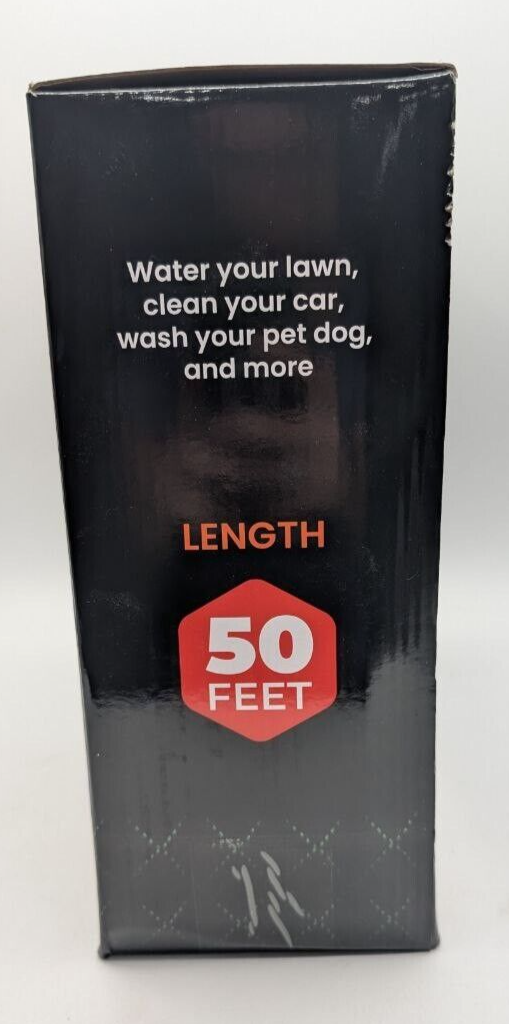 Water your lawn,
clean your car,
wash your pet dog,
and more
LENGTH
50
FEET